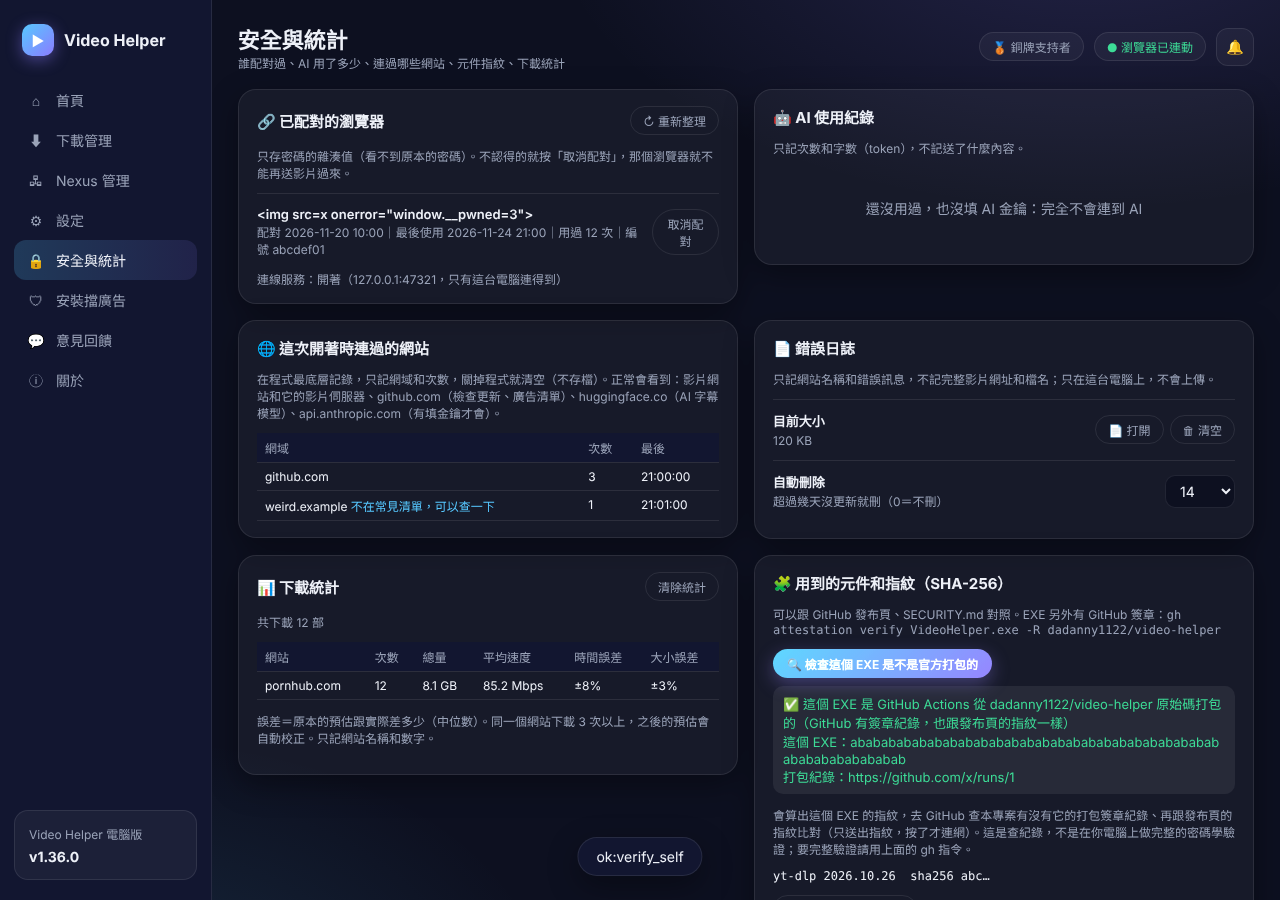 Video Helper
首頁
下載管理
Nexus 管理
設定
安全與統計
安裝擋廣告
意見回饋
關於
Video Helper 電腦版
v1.36.0
安全與統計
誰配對過、AI 用了多少、連過哪些網站、元件指紋、下載統計
銅牌支持者
瀏覽器已連動
已配對的瀏覽器
重新整理
只存密碼的雜湊值（看不到原本的密碼）。不認得的就按「取消配對」，那個瀏覽器就不
能再送影片過來。
<img src=x onerror="window.__pwned=3">
配對 2026-11-20 10:00｜最後使用 2026-11-24 21:00｜用過 12 次｜編
號 abcdef01
取消配
對
連線服務：開著（127.0.0.1:47321，只有這台電腦連得到）
AI 使用紀錄
只記次數和字數（token），不記送了什麼內容。
還沒用過，也沒填 AI 金鑰：完全不會連到 AI
這次開著時連過的網站
在程式最底層記錄，只記網域和次數，關掉程式就清空（不存檔）。正常會看到：影片網
站和它的影片伺服器、github.com（檢查更新、廣告清單）、huggingface.co（AI 字幕
模型）、api.anthropic.com（有填金鑰才會）。
網域 次數 最後
github.com 3 21:00:00
weird.example 不在常見清單，可以查一下 1 21:01:00
錯誤日誌
只記網站名稱和錯誤訊息，不記完整影片網址和檔名；只在這台電腦上，不會上傳。
目前大小
120 KB
打開
清空
自動刪除
超過幾天沒更新就刪（0＝不刪）
14
下載統計
清除統計
共下載 12 部
網站 次數 總量 平均速度 時間誤差 大小誤差
pornhub.com 12 8.1 GB 85.2 Mbps ±8% ±3%
誤差＝原本的預估跟實際差多少（中位數）。同一個網站下載 3 次以上，之後的預估會
自動校正。只記網站名稱和數字。
用到的元件和指紋（SHA-256）
可以跟 GitHub 發布頁、SECURITY.md 對照。EXE 另外有 GitHub 簽章：gh
attestation verify VideoHelper.exe -R dadanny1122/video-helper
檢查這個 EXE 是不是官方打包的
這個 EXE 是 GitHub Actions 從 dadanny1122/video-helper 原始碼打包
的（GitHub 有簽章紀錄，也跟發布頁的指紋一樣）
這個 EXE：abababababababababababababababababababababababab
abababababababab
打包紀錄：https://github.com/x/runs/1
會算出這個 EXE 的指紋，去 GitHub 查本專案有沒有它的打包簽章紀錄、再跟發布頁的
指紋比對（只送出指紋，按了才連網）。這是查紀錄，不是在你電腦上做完整的密碼學驗
證；要完整驗證請用上面的 gh 指令。
yt-dlp 2026.10.26 sha256 abc…
ok:verify_self